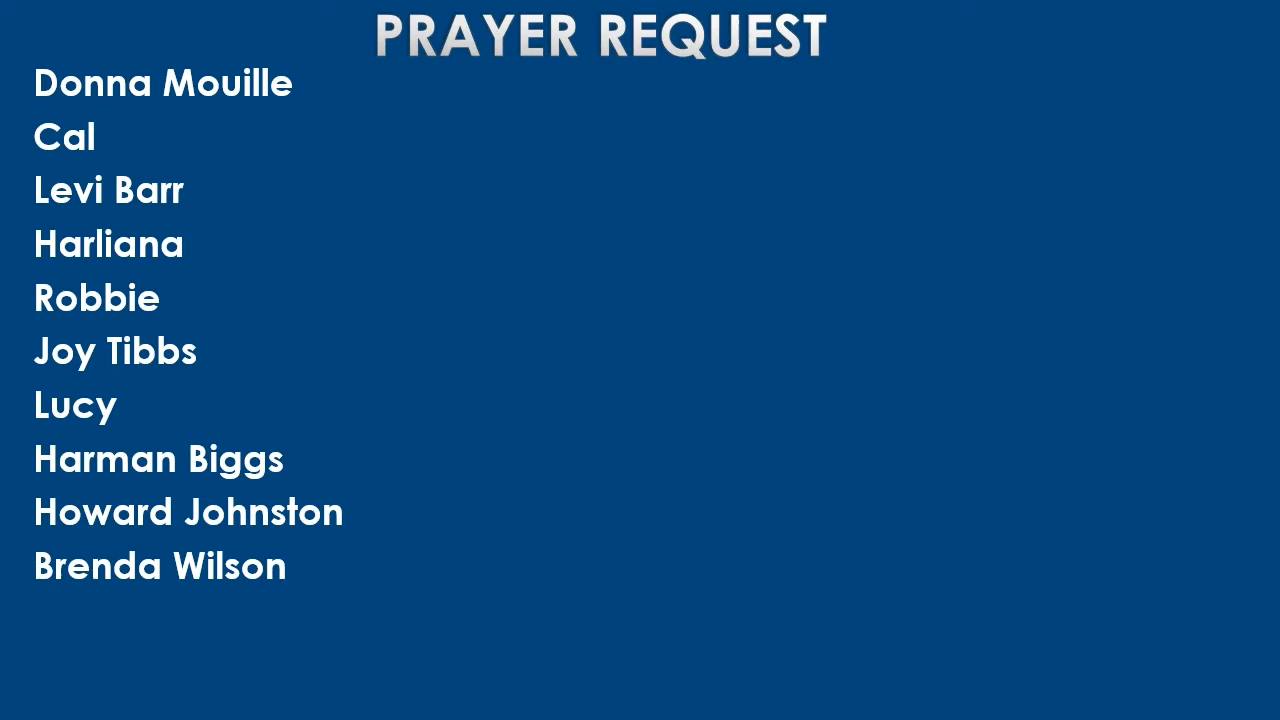 PRAYER REQUEST
Donna Mouille
Cal
Levi Barr
Harliana
Robbie
Joy Tibbs
Lucy
Harman Biggs
Howard Johnston
Brenda Wilson